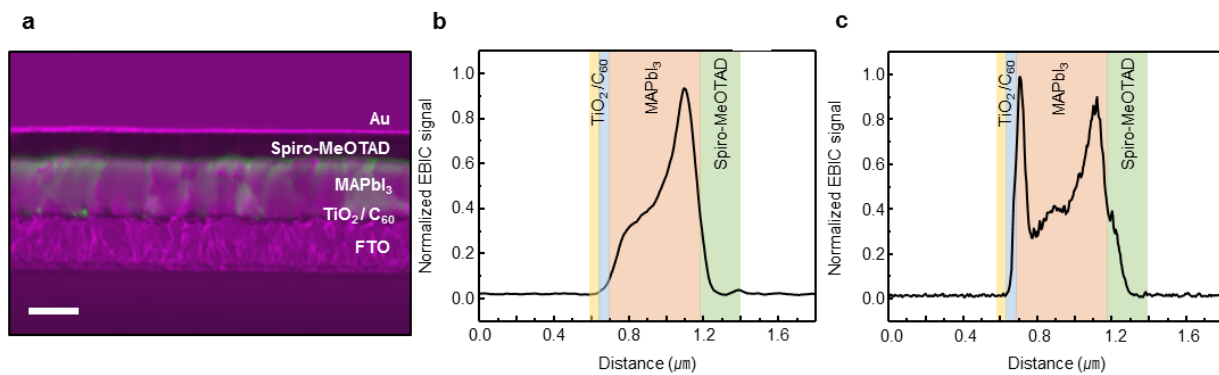 a
Au
Spiro-MeOTAD
MAPbI₃
TiO₂/C₆₀
FTO
b
Normalized EBIC signal
1.0
0.8
0.6
0.4
0.2
0.0
TiO₂/C₆₀
MAPbI₃
Spiro-MeOTAD
0.0 0.4 0.8 1.2 1.6
Distance (㎛)
c
Normalized EBIC signal
1.0
0.8
0.6
0.4
0.2
0.0
TiO₂/C₆₀
MAPbI₃
Spiro-MeOTAD
0.0 0.4 0.8 1.2 1.6
Distance (㎛)